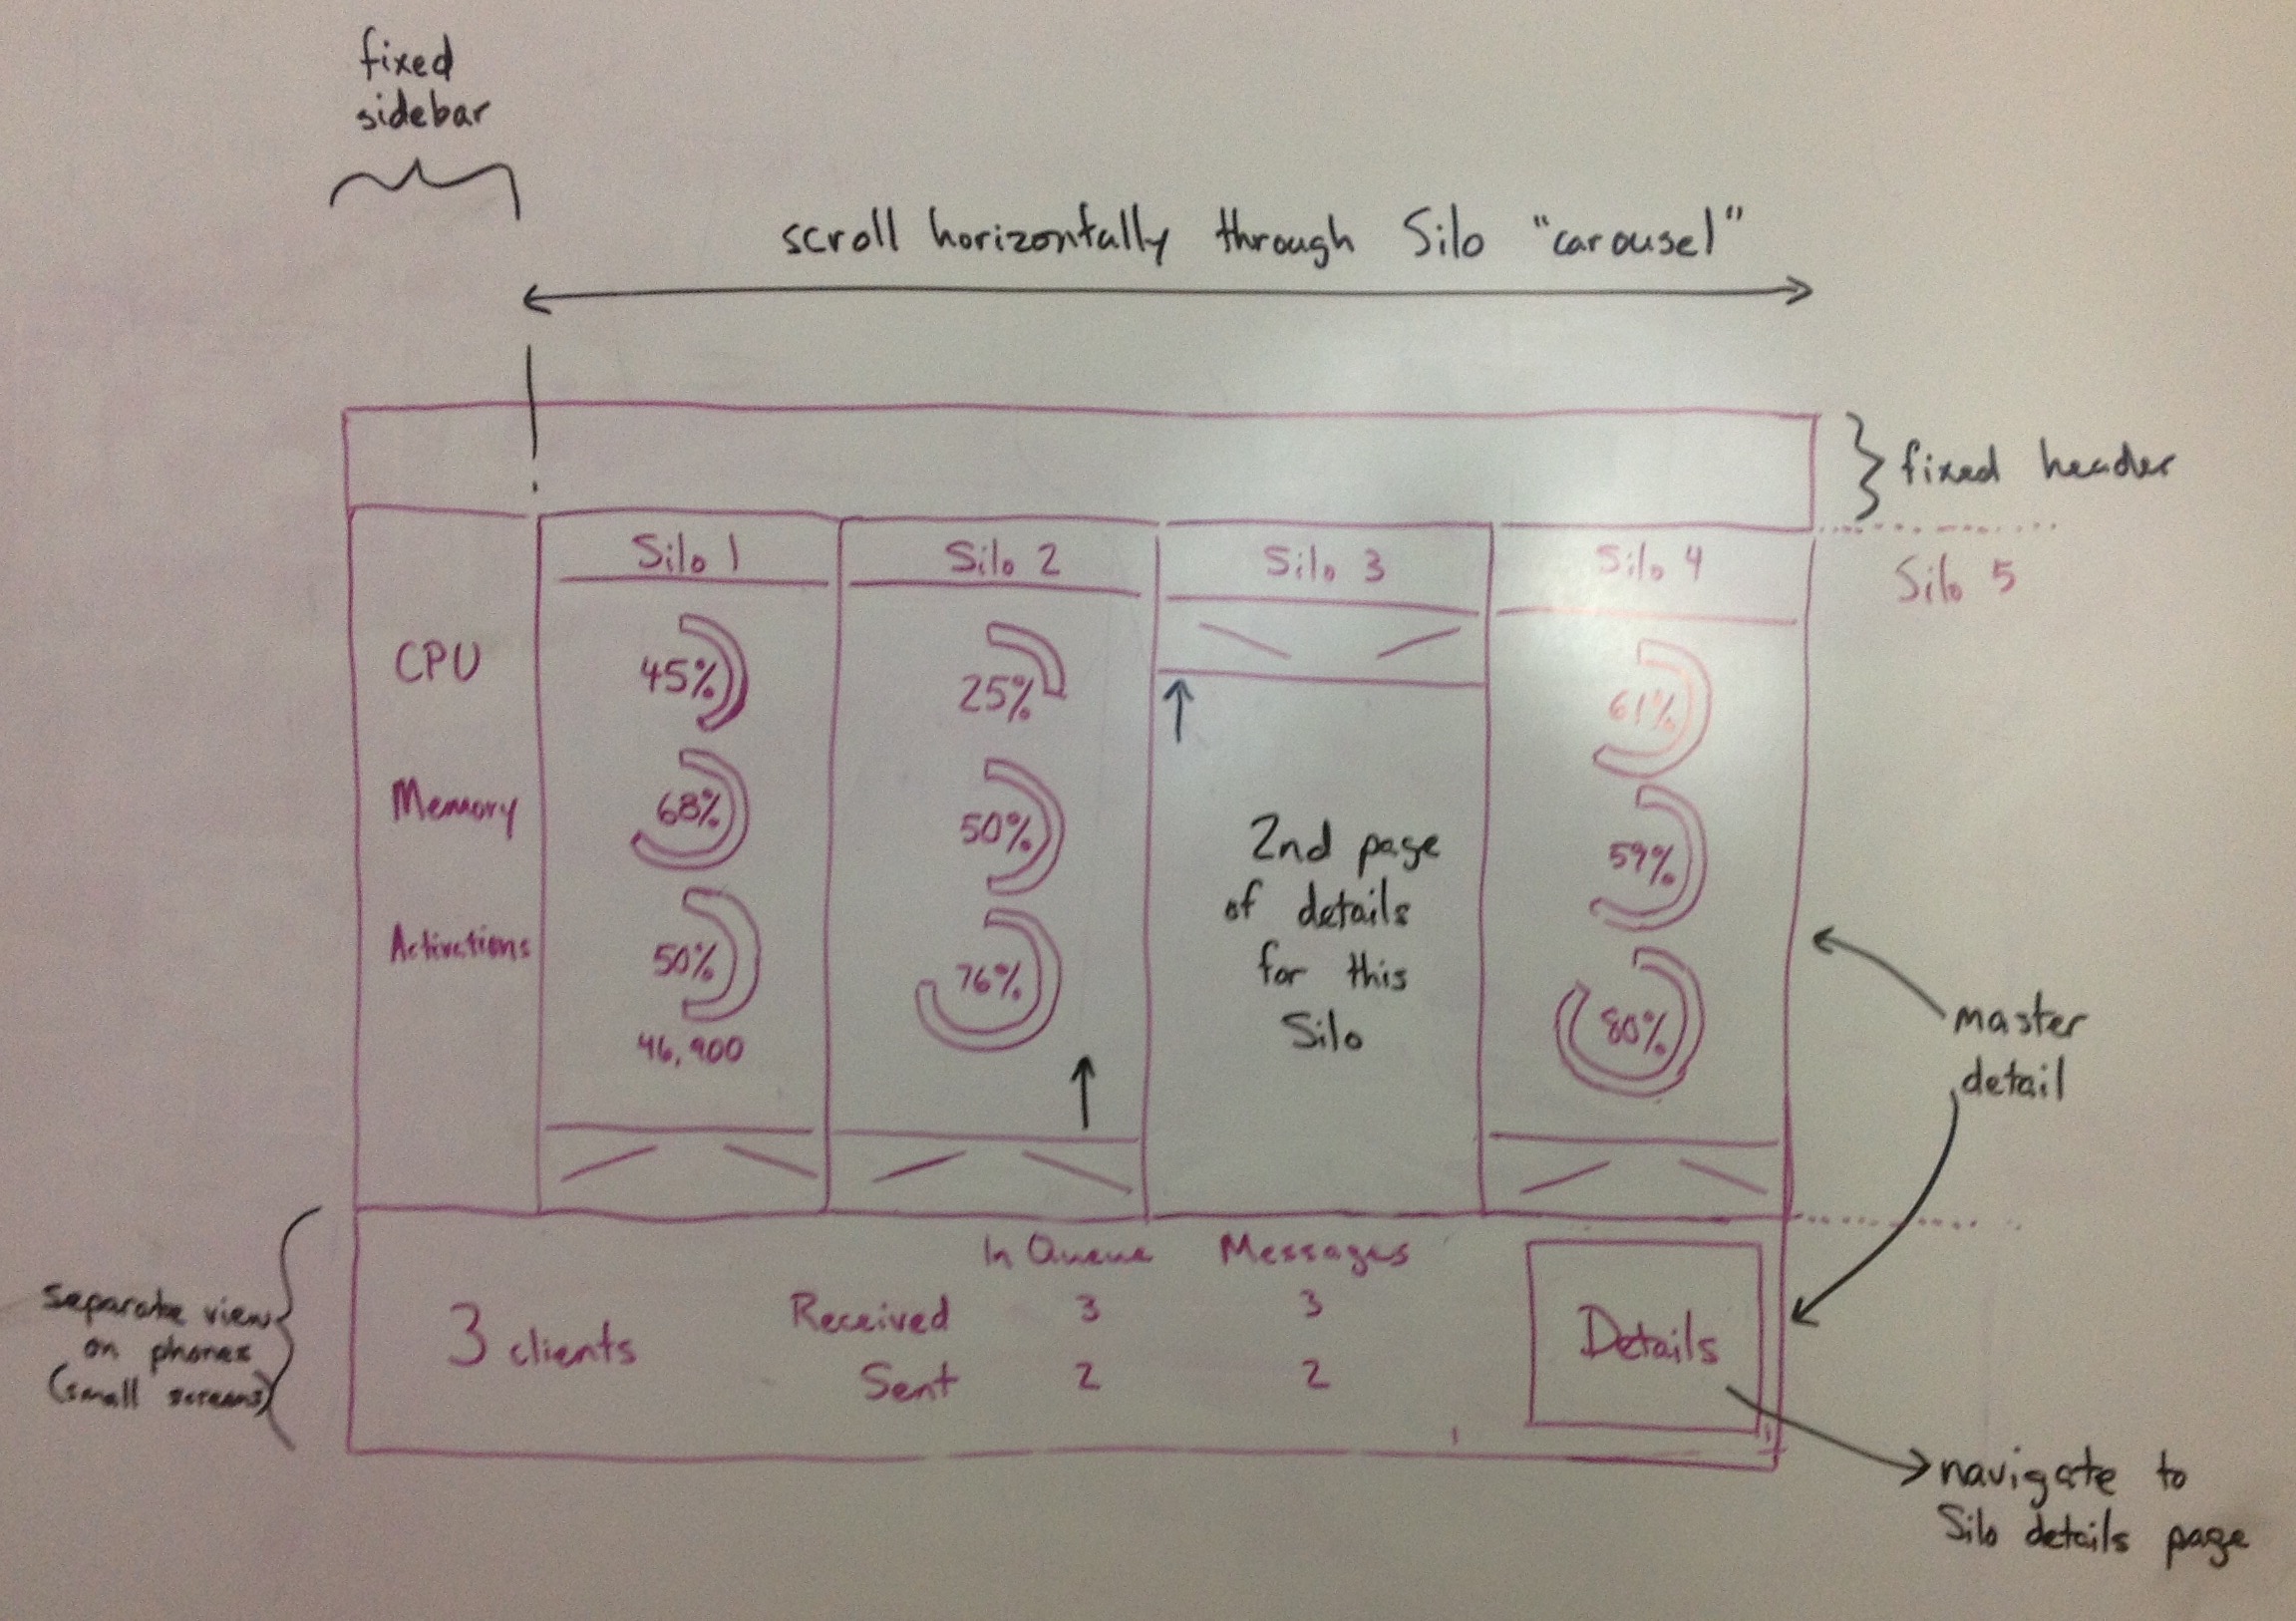 fixed
sidebar
scroll horizontally through Silo "carousel"
fixed header
Silo 1
Silo 2
Silo 3
Silo 4
Silo 5
CPU
45%
25%
61%
Memory
68%
50%
59%
Activations
50%
76%
80%
46,900
2nd page
of details
for this
Silo
master
detail
separate view
on phones
(small screens)
3 clients
In Queue Messages
Received 3 3
Sent 2 2
Details
navigate to
Silo details page